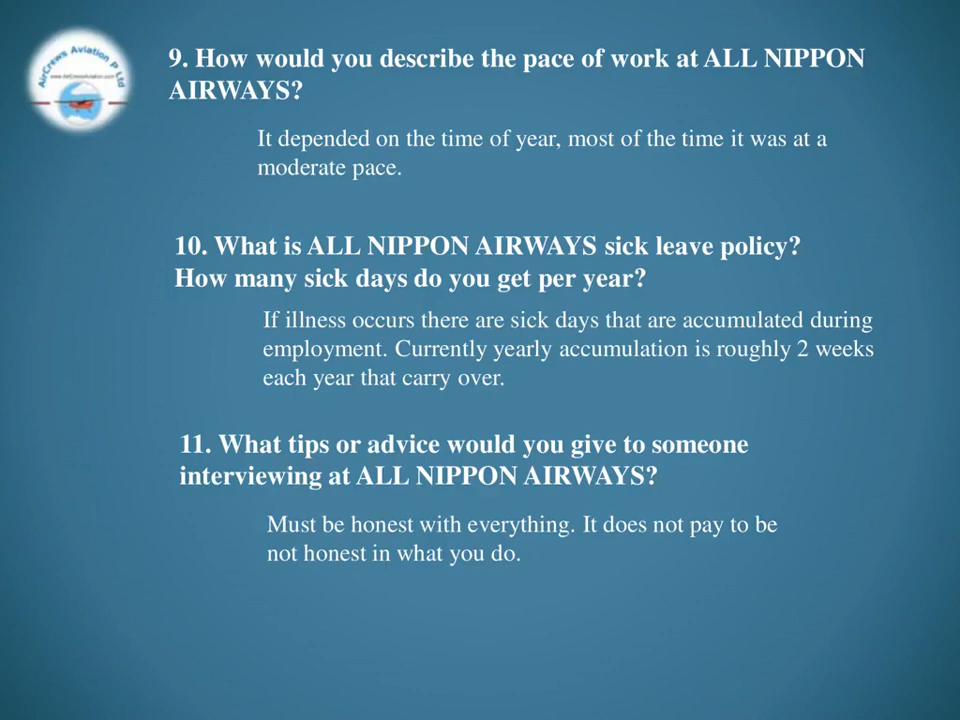 AirCrews Aviation P Ltd
www.AirCrewsAviation.com
9. How would you describe the pace of work at ALL NIPPON
AIRWAYS?
It depended on the time of year, most of the time it was at a
moderate pace.
10. What is ALL NIPPON AIRWAYS sick leave policy?
How many sick days do you get per year?
If illness occurs there are sick days that are accumulated during
employment. Currently yearly accumulation is roughly 2 weeks
each year that carry over.
11. What tips or advice would you give to someone
interviewing at ALL NIPPON AIRWAYS?
Must be honest with everything. It does not pay to be
not honest in what you do.